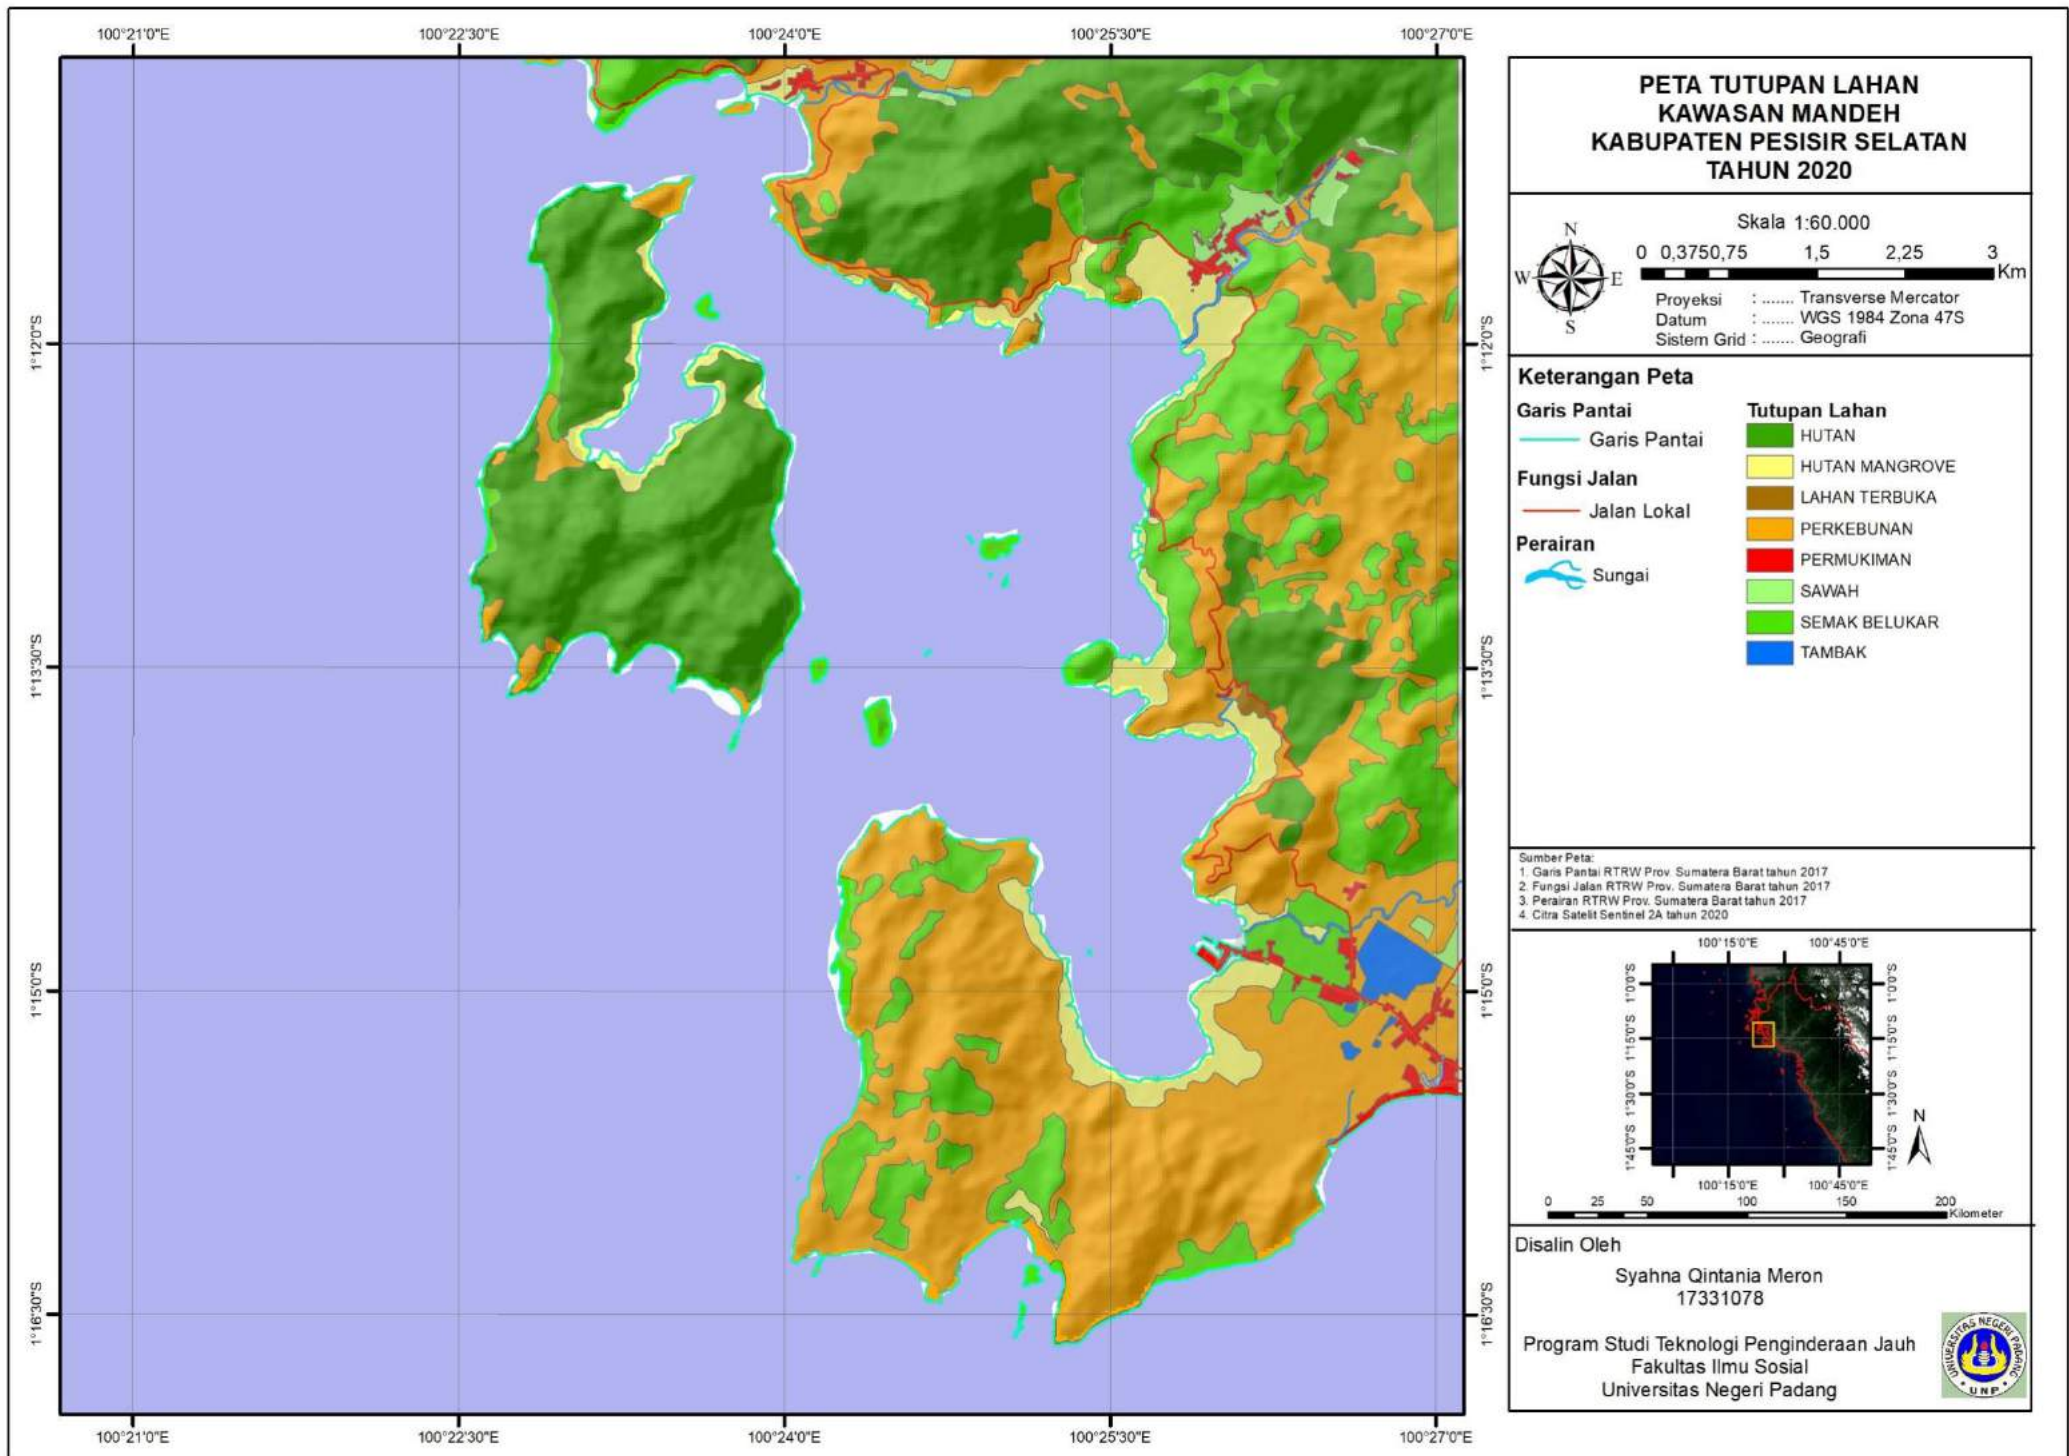 100°21'0"E 100°22'30"E 100°24'0"E 100°25'30"E 100°27'0"E
1°12'0"S 1°12'0"S
1°13'30"S 1°13'30"S
1°15'0"S 1°15'0"S
1°16'30"S 1°16'30"S
100°21'0"E 100°22'30"E 100°24'0"E 100°25'30"E 100°27'0"E
PETA TUTUPAN LAHAN
KAWASAN MANDEH
KABUPATEN PESISIR SELATAN
TAHUN 2020
N
W E
S
Skala 1:60.000
0 0,3750,75 1,5 2,25 3
Km
Proyeksi : ...... Transverse Mercator
Datum : ...... WGS 1984 Zona 47S
Sistem Grid : ...... Geografi
Keterangan Peta
Garis Pantai
Garis Pantai
Fungsi Jalan
Jalan Lokal
Perairan
Sungai
Tutupan Lahan
HUTAN
HUTAN MANGROVE
LAHAN TERBUKA
PERKEBUNAN
PERMUKIMAN
SAWAH
SEMAK BELUKAR
TAMBAK
Sumber Peta:
1. Garis Pantai RTRW Prov. Sumatera Barat tahun 2017
2. Fungsi Jalan RTRW Prov. Sumatera Barat tahun 2017
3. Perairan RTRW Prov. Sumatera Barat tahun 2017
4. Citra Satelit Sentinel 2A tahun 2020
100°15'0"E 100°45'0"E
1°0'0"S 1°0'0"S
1°15'0"S 1°15'0"S
1°30'0"S 1°30'0"S
1°45'0"S 1°45'0"S
100°15'0"E 100°45'0"E
N
0 25 50 100 150 200
Kilometer
Disalin Oleh
Syahna Qintania Meron
17331078
Program Studi Teknologi Penginderaan Jauh
Fakultas Ilmu Sosial
Universitas Negeri Padang
UNIVERSITAS NEGERI PADANG
UNP